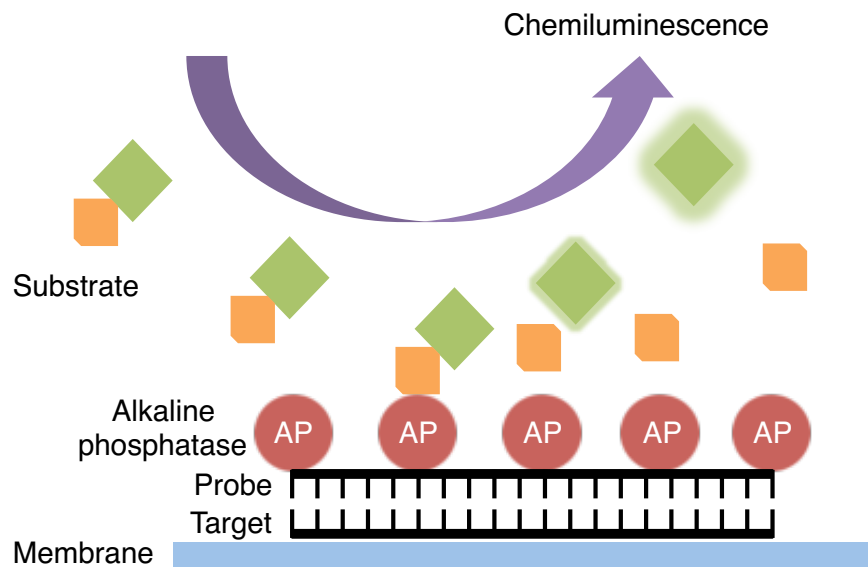 Chemiluminescence
Substrate
Alkaline
phosphatase
AP AP AP AP AP
Probe
Target
Membrane